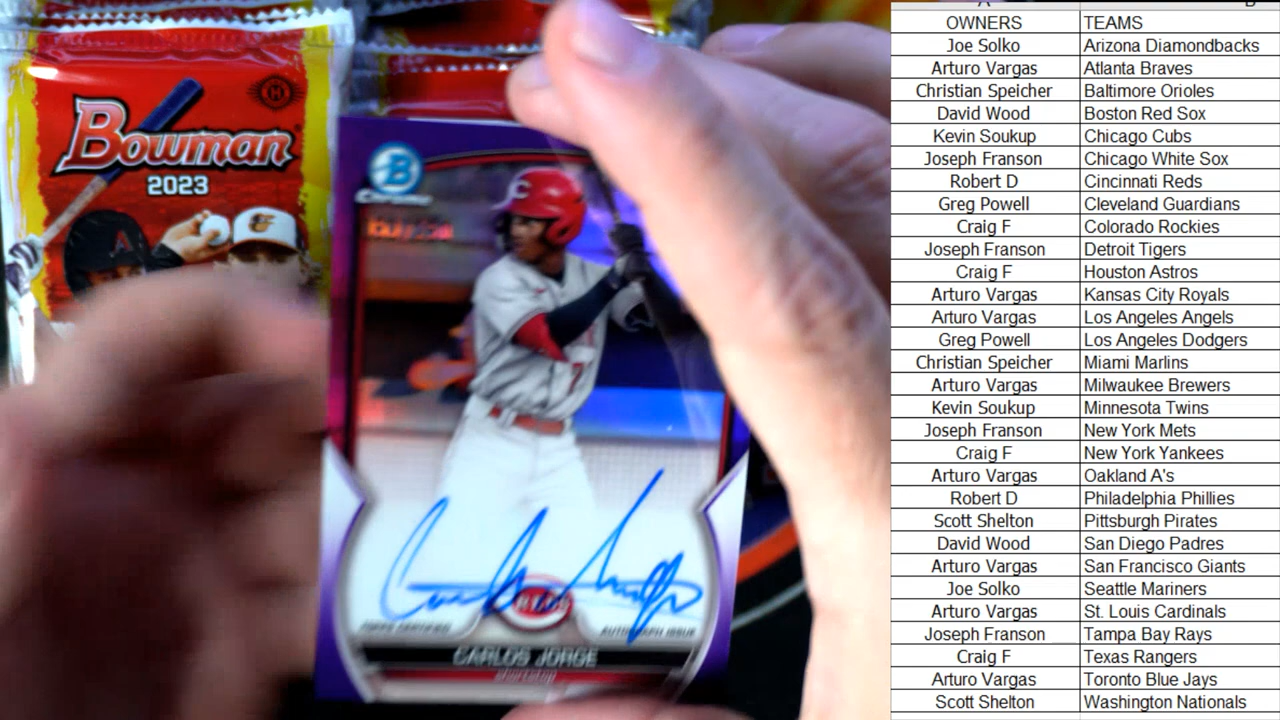 Bowman
2023
B
Chrome
C
7
REDS
AUTOGRAPH ISSUE
CARLOS JORGE
shortstop
OWNERS TEAMS
Joe Solko Arizona Diamondbacks
Arturo Vargas Atlanta Braves
Christian Speicher Baltimore Orioles
David Wood Boston Red Sox
Kevin Soukup Chicago Cubs
Joseph Franson Chicago White Sox
Robert D Cincinnati Reds
Greg Powell Cleveland Guardians
Craig F Colorado Rockies
Joseph Franson Detroit Tigers
Craig F Houston Astros
Arturo Vargas Kansas City Royals
Arturo Vargas Los Angeles Angels
Greg Powell Los Angeles Dodgers
Christian Speicher Miami Marlins
Arturo Vargas Milwaukee Brewers
Kevin Soukup Minnesota Twins
Joseph Franson New York Mets
Craig F New York Yankees
Arturo Vargas Oakland A's
Robert D Philadelphia Phillies
Scott Shelton Pittsburgh Pirates
David Wood San Diego Padres
Arturo Vargas San Francisco Giants
Joe Solko Seattle Mariners
Arturo Vargas St. Louis Cardinals
Joseph Franson Tampa Bay Rays
Craig F Texas Rangers
Arturo Vargas Toronto Blue Jays
Scott Shelton Washington Nationals